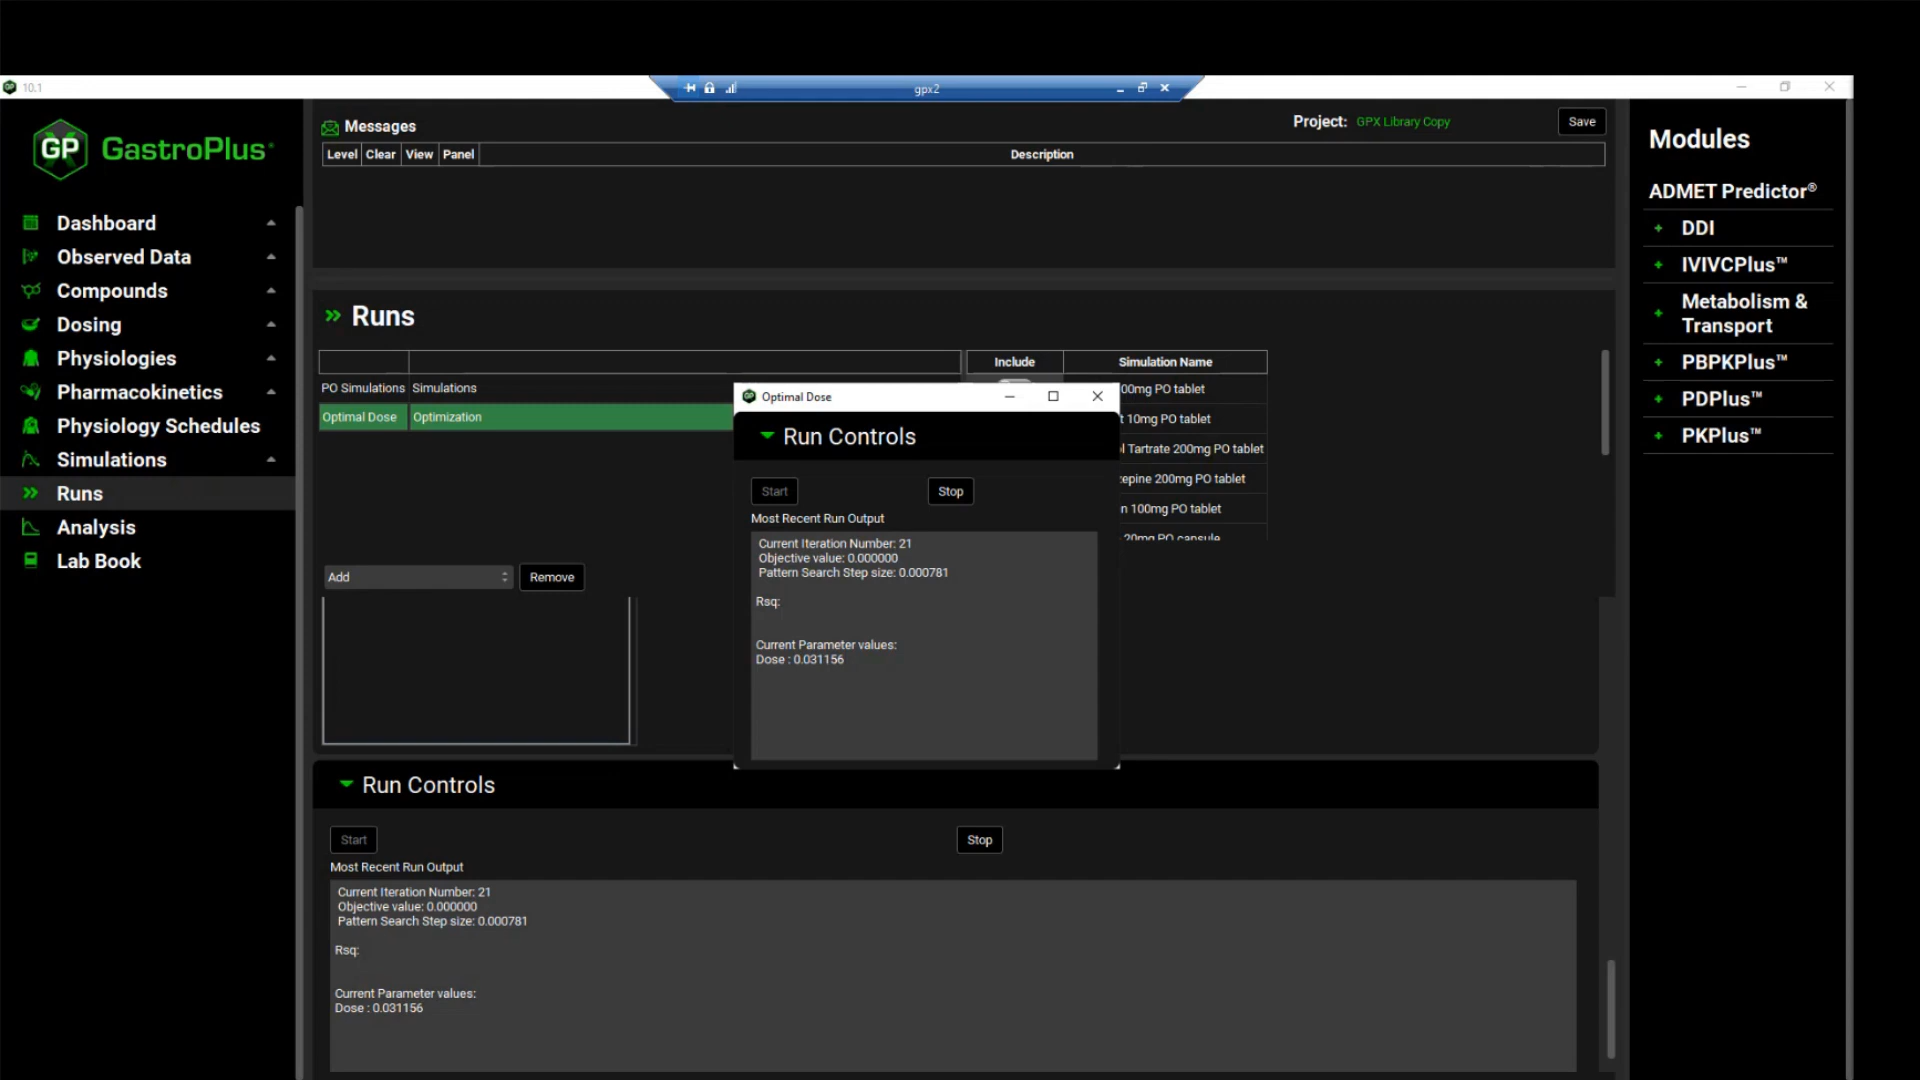 10.1
gpx2
GP GastroPlus®
Dashboard
Observed Data
Compounds
Dosing
Physiologies
Pharmacokinetics
Physiology Schedules
Simulations
Runs
Analysis
Lab Book
Messages
Project: GPX Library Copy
Save
Level Clear View Panel Description
Runs
Include Simulation Name
PO Simulations Simulations
Optimal Dose Optimization
00mg PO tablet
t 10mg PO tablet
l Tartrate 200mg PO tablet
epine 200mg PO tablet
n 100mg PO tablet
20mg PO capsule
Add
Remove
Optimal Dose
Run Controls
Start
Stop
Most Recent Run Output
Current Iteration Number: 21
Objective value: 0.000000
Pattern Search Step size: 0.000781
Rsq:
Current Parameter values:
Dose : 0.031156
Run Controls
Start
Stop
Most Recent Run Output
Current Iteration Number: 21
Objective value: 0.000000
Pattern Search Step size: 0.000781
Rsq:
Current Parameter values:
Dose : 0.031156
Modules
ADMET Predictor®
DDI
IVIVCPlus™
Metabolism &
Transport
PBPKPlus™
PDPlus™
PKPlus™